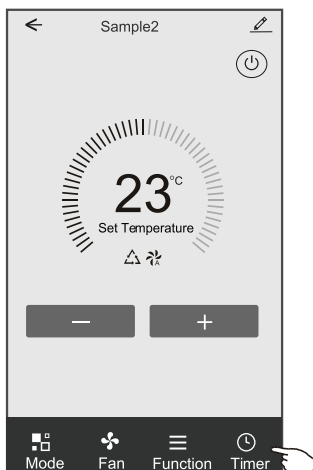 Sample2
23°C
Set Temperature
A
Mode Fan Function Timer